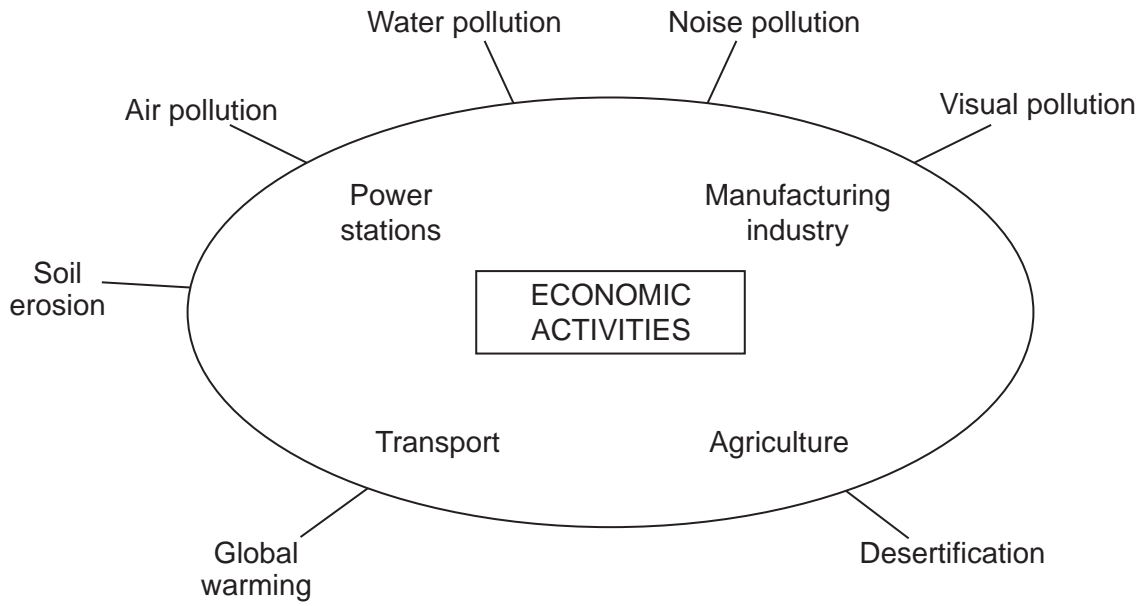 Water pollution
Noise pollution
Air pollution
Visual pollution
Power
stations
Manufacturing
industry
Soil
erosion
ECONOMIC
ACTIVITIES
Transport
Agriculture
Global
warming
Desertification